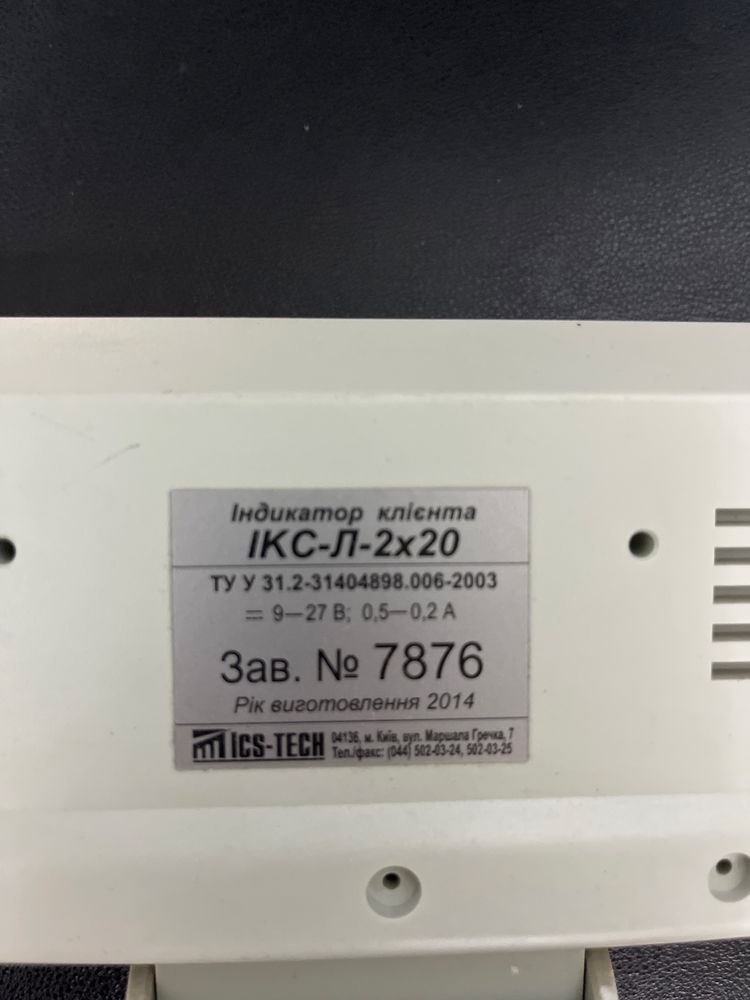 Індикатор клієнта
ІКС-Л-2х20
ТУ У 31.2-31404898.006-2003
⎓ 9–27 В; 0,5–0,2 А
Зав. № 7876
Рік виготовлення 2014
ICS-TECH
04136, м. Київ, вул. Маршала Гречка, 7
Тел./факс: (044) 502-03-24, 502-03-25